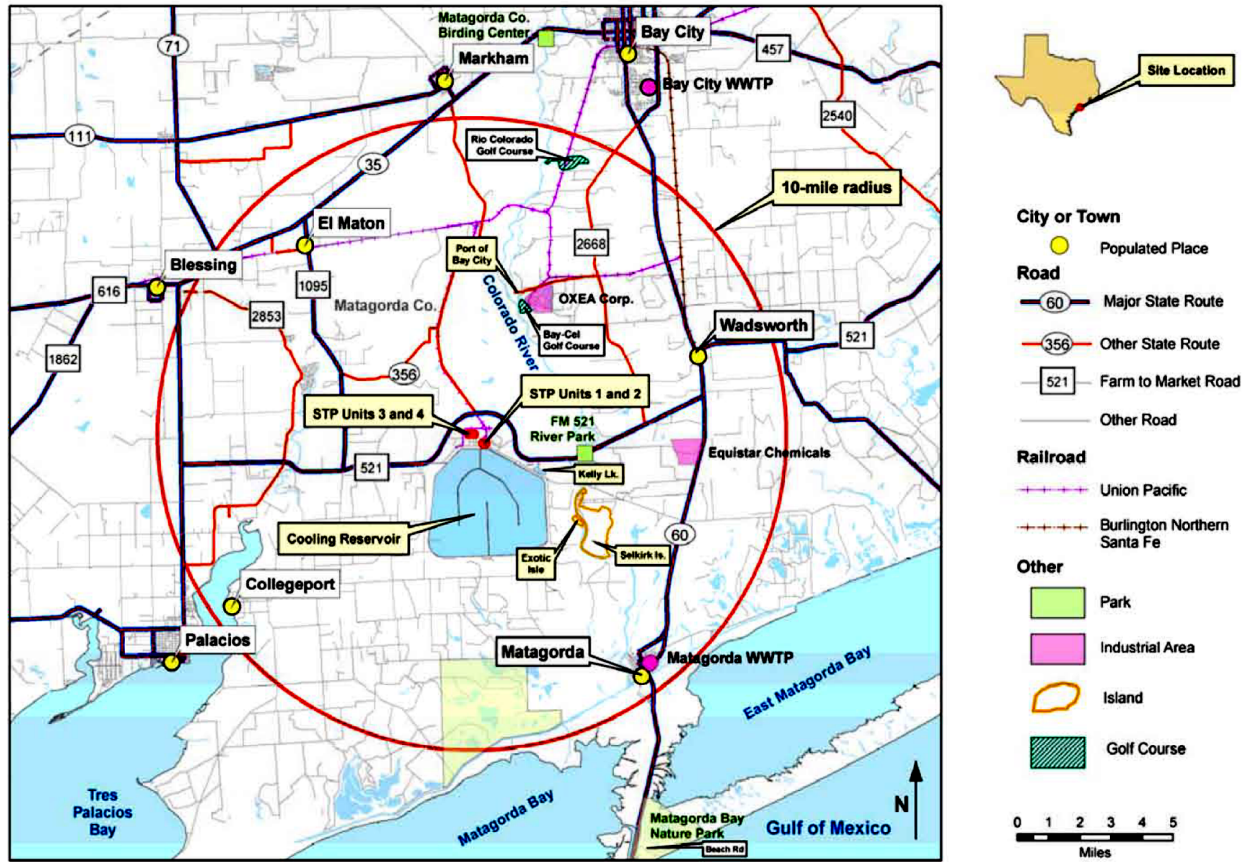 Matagorda Co.
Birding Center
Bay City
71
457
Markham
Bay City WWTP
2540
111
Rio Colorado
Golf Course
35
10-mile radius
El Maton
2668
Port of
Bay City
Blessing
616
1095
OXEA Corp.
Matagorda Co.
Colorado River
2853
Bay-Cel
Golf Course
Wadsworth
521
1862
356
STP Units 1 and 2
STP Units 3 and 4
FM 521
River Park
521
Equistar Chemicals
Kelly Lk.
Cooling Reservoir
60
Exotic
Isle
Selkirk Is.
Collegeport
Palacios
Matagorda
Matagorda WWTP
East Matagorda Bay
Tres
Palacios
Bay
Matagorda Bay
Matagorda Bay
Nature Park
Beach Rd
Gulf of Mexico
N
Site Location
City or Town
Populated Place
Road
60
Major State Route
356
Other State Route
521
Farm to Market Road
Other Road
Railroad
Union Pacific
Burlington Northern
Santa Fe
Other
Park
Industrial Area
Island
Golf Course
0 1 2 3 4 5
Miles